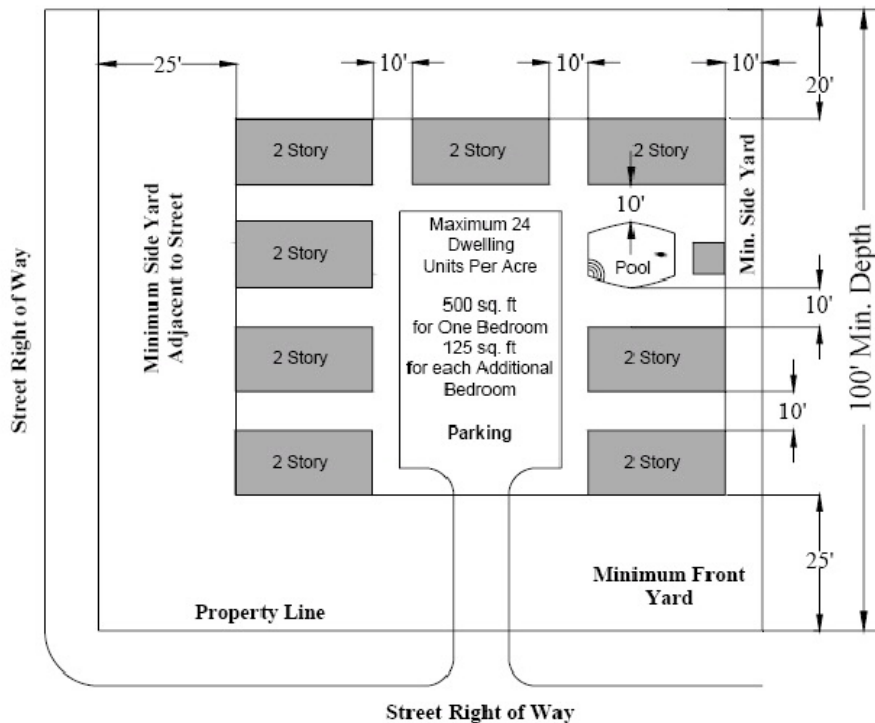 25'
10'
10'
10'
20'
2 Story
2 Story
2 Story
10'
Maximum 24
Dwelling
Units Per Acre
500 sq. ft
for One Bedroom
125 sq. ft
for each Additional
Bedroom
Parking
2 Story
Pool
Min. Side Yard
10'
100' Min. Depth
Minimum Side Yard
Adjacent to Street
Street Right of Way
2 Story
2 Story
10'
2 Story
2 Story
25'
Minimum Front
Yard
Property Line
Street Right of Way